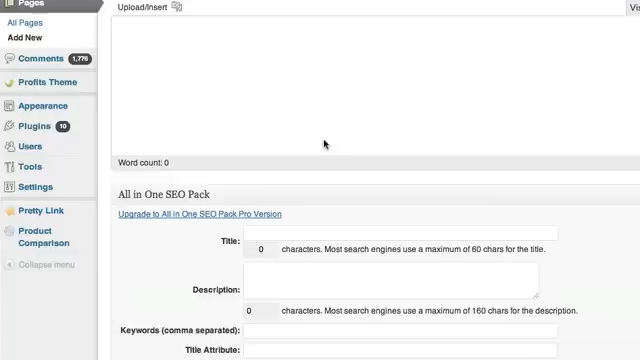 Pages
Upload/Insert
All Pages
Add New
Comments 1,776
Profits Theme
Appearance
Plugins 10
Users
Tools
Settings
Pretty Link
Product
Comparison
Collapse menu
Word count: 0
All in One SEO Pack
Upgrade to All in One SEO Pack Pro Version
Title:
0 characters. Most search engines use a maximum of 60 chars for the title.
Description:
0 characters. Most search engines use a maximum of 160 chars for the description.
Keywords (comma separated):
Title Attribute: